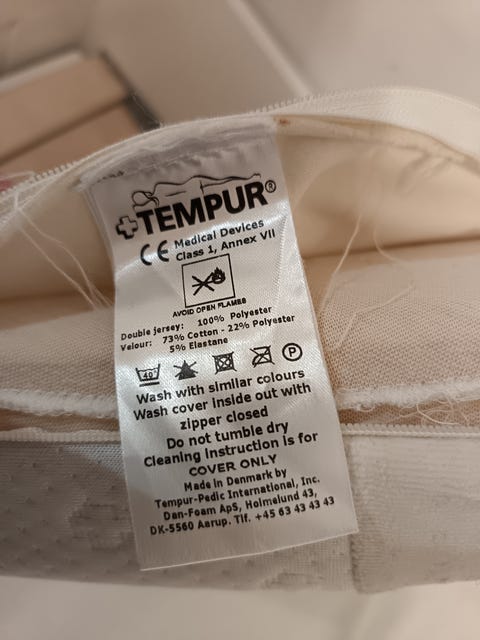 TEMPUR®
CE Medical Devices
Class 1, Annex VII
AVOID OPEN FLAMES
Double jersey: 100% Polyester
Velour: 73% Cotton - 22% Polyester
5% Elastane
40 P
Wash with similar colours
Wash cover inside out with
zipper closed
Do not tumble dry
Cleaning instruction is for
COVER ONLY
Made in Denmark by
Tempur-Pedic International, Inc.
Dan-Foam ApS, Holmelund 43,
DK-5560 Aarup. Tlf. +45 63 43 43 43